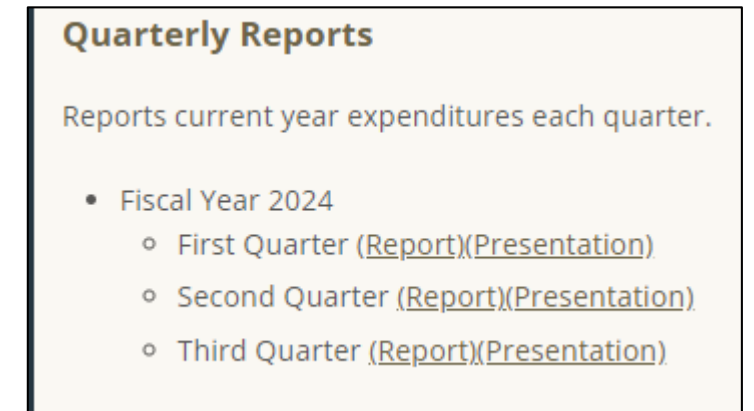 Quarterly Reports
Reports current year expenditures each quarter.
• Fiscal Year 2024
◦ First Quarter (Report)(Presentation)
◦ Second Quarter (Report)(Presentation)
◦ Third Quarter (Report)(Presentation)